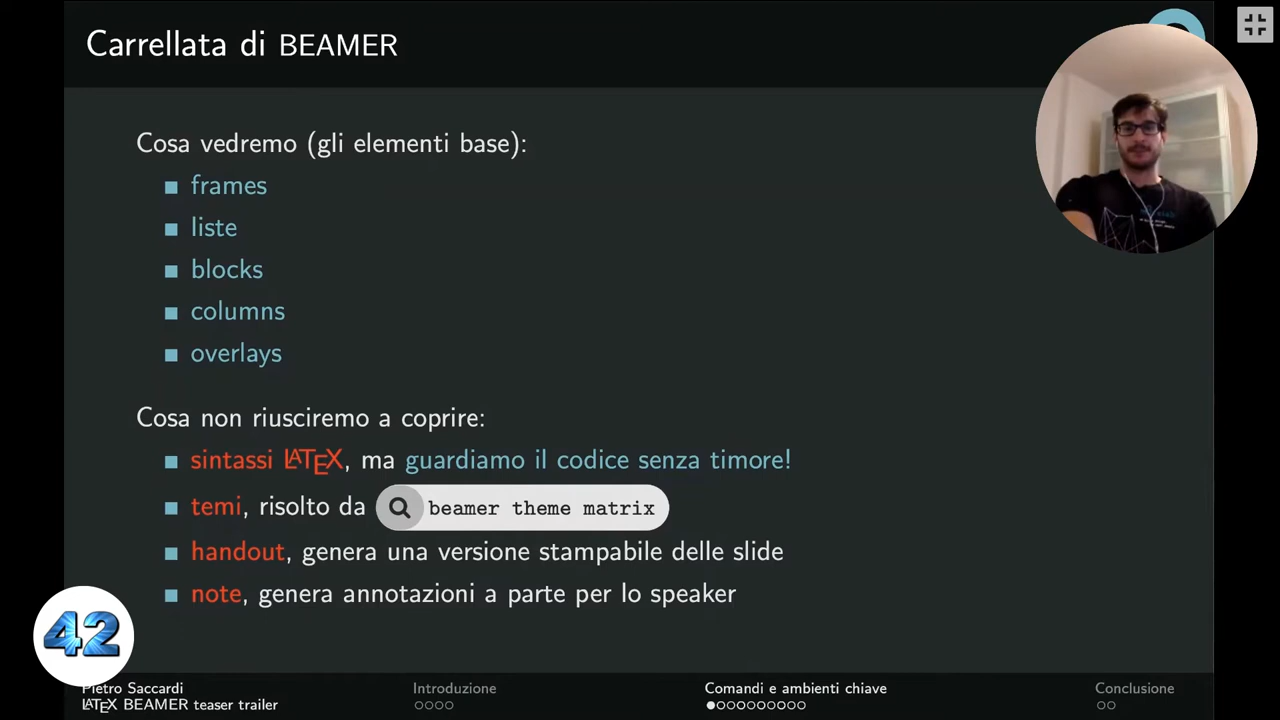 Carrellata di BEAMER
Cosa vedremo (gli elementi base):
frames
liste
blocks
columns
overlays
Cosa non riusciremo a coprire:
sintassi LATEX, ma guardiamo il codice senza timore!
temi, risolto da beamer theme matrix
handout, genera una versione stampabile delle slide
note, genera annotazioni a parte per lo speaker
42
Pietro Saccardi
LATEX BEAMER teaser trailer
Introduzione
Comandi e ambienti chiave
Conclusione